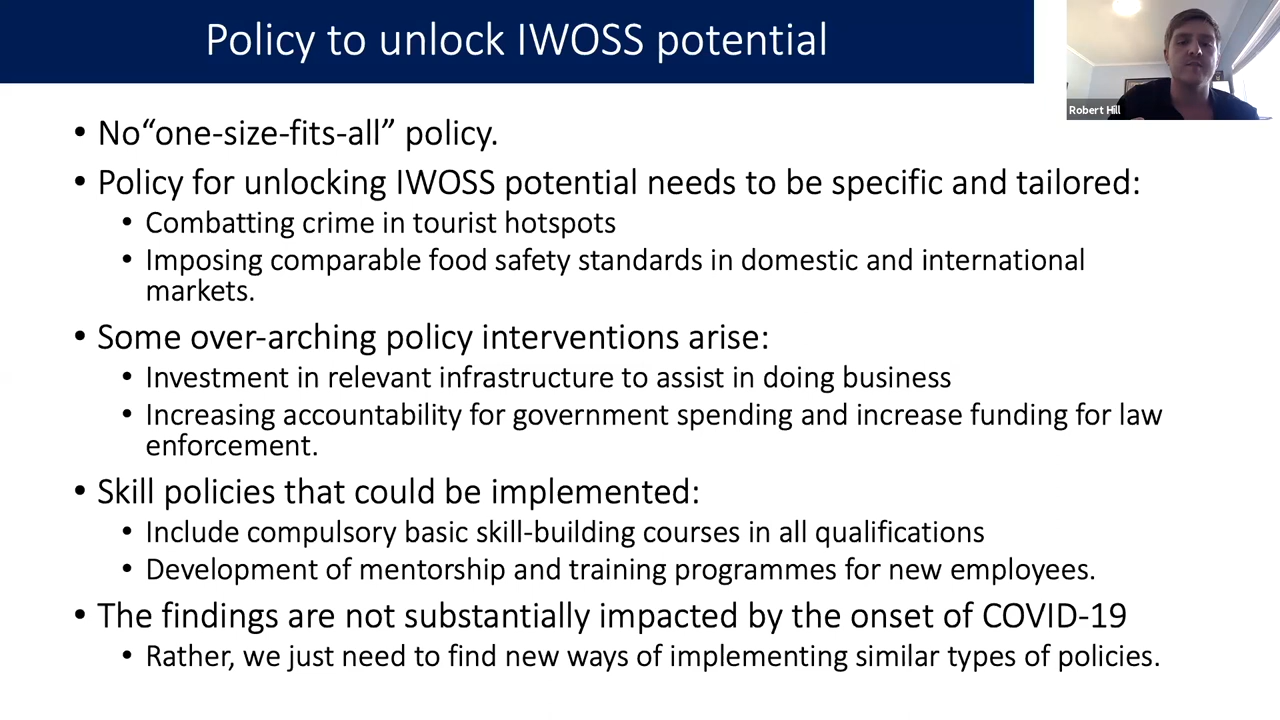 Policy to unlock IWOSS potential
Robert Hill
• No“one-size-fits-all” policy.
• Policy for unlocking IWOSS potential needs to be specific and tailored:
• Combatting crime in tourist hotspots
• Imposing comparable food safety standards in domestic and international
markets.
• Some over-arching policy interventions arise:
• Investment in relevant infrastructure to assist in doing business
• Increasing accountability for government spending and increase funding for law
enforcement.
• Skill policies that could be implemented:
• Include compulsory basic skill-building courses in all qualifications
• Development of mentorship and training programmes for new employees.
• The findings are not substantially impacted by the onset of COVID-19
• Rather, we just need to find new ways of implementing similar types of policies.